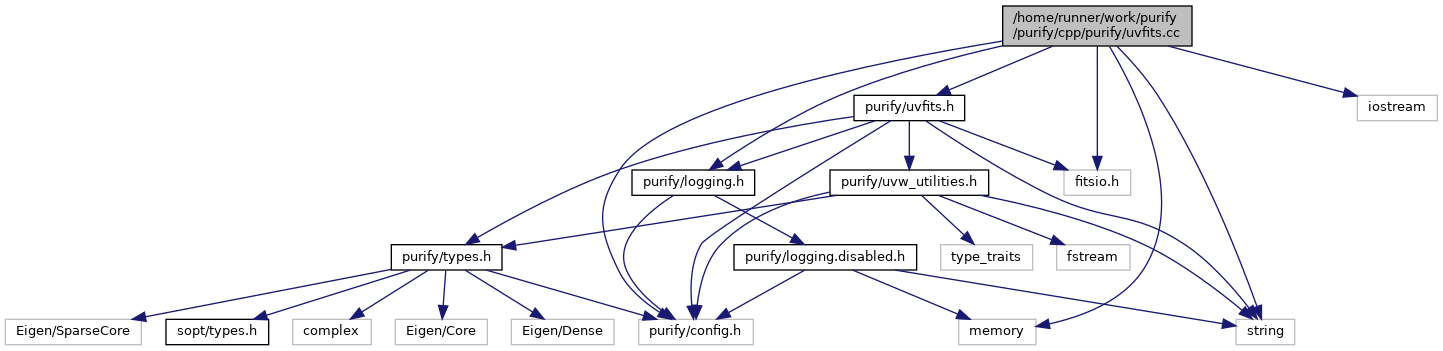 /home/runner/work/purify
/purify/cpp/purify/uvfits.cc
purify/uvfits.h
iostream
purify/logging.h
purify/uvw_utilities.h
fitsio.h
purify/types.h
purify/logging.disabled.h
type_traits
fstream
Eigen/SparseCore
sopt/types.h
complex
Eigen/Core
Eigen/Dense
purify/config.h
memory
string